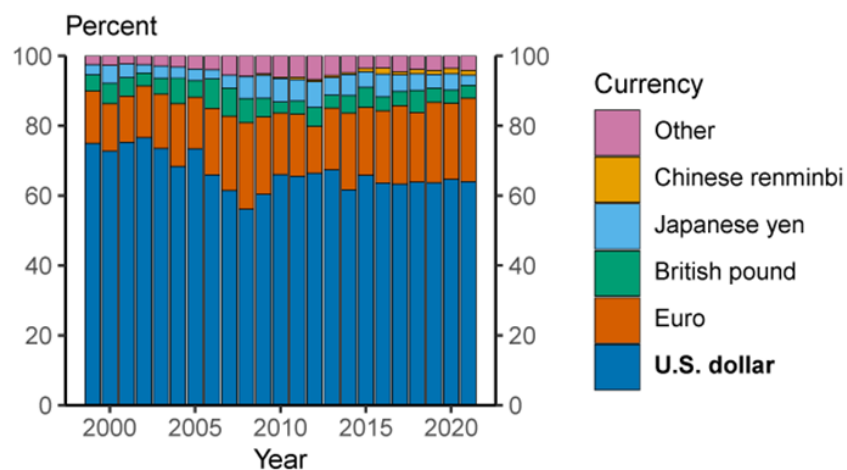 Percent
100
80
60
40
20
0
100
80
60
40
20
0
2000 2005 2010 2015 2020
Year
Currency
Other
Chinese renminbi
Japanese yen
British pound
Euro
U.S. dollar